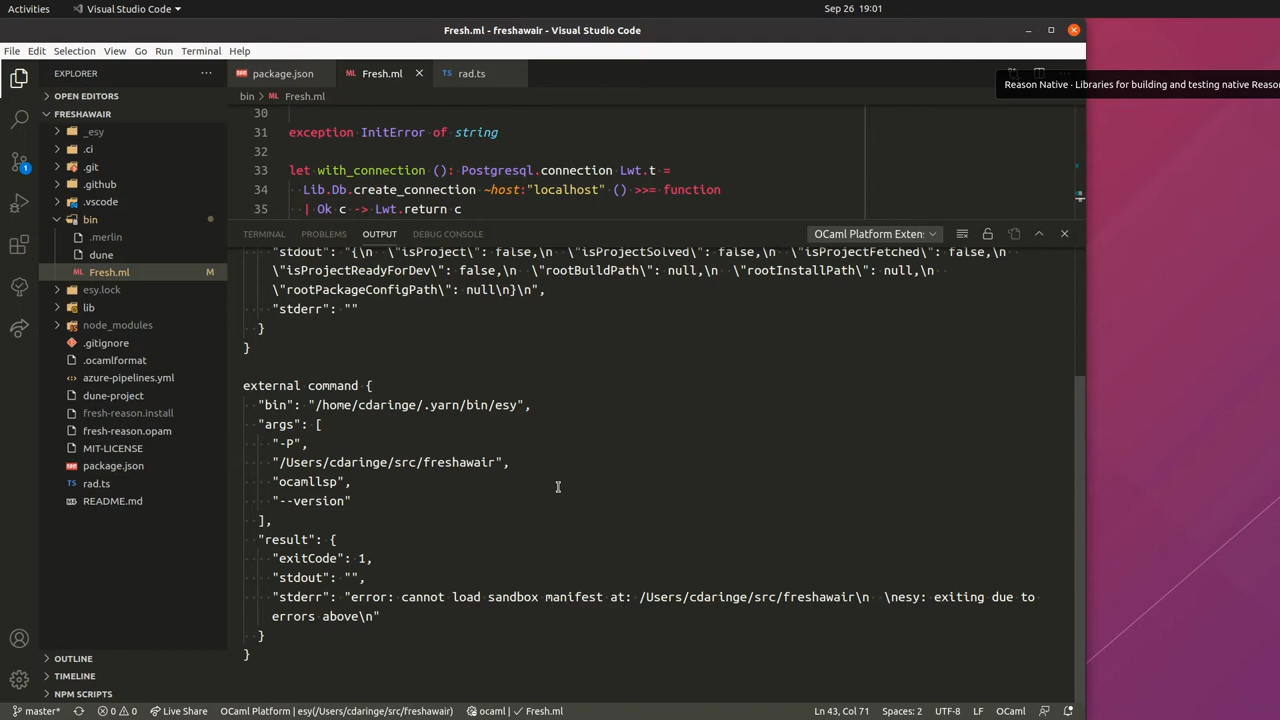 Activities
Visual Studio Code
Sep 26 19:01
Fresh.ml - freshawair - Visual Studio Code
File Edit Selection View Go Run Terminal Help
EXPLORER
package.json
Fresh.ml
TS rad.ts
Reason Native · Libraries for building and testing native Reason
OPEN EDITORS
FRESHAWAIR
_esy
.ci
.git
.github
.vscode
bin
.merlin
dune
Fresh.ml M
esy.lock
lib
node_modules
.gitignore
.ocamlformat
azure-pipelines.yml
dune-project
fresh-reason.install
fresh-reason.opam
MIT-LICENSE
package.json
TS rad.ts
README.md
OUTLINE
TIMELINE
NPM SCRIPTS
1
bin > Fresh.ml
30
31 exception InitError of string
32
33 let with_connection (): Postgresql.connection Lwt.t =
34 Lib.Db.create_connection ~host:"localhost" () >>= function
35 | Ok c -> Lwt.return c
TERMINAL PROBLEMS OUTPUT DEBUG CONSOLE
OCaml Platform Exten:
"stdout": "{\n \"isProject\": false,\n \"isProjectSolved\": false,\n \"isProjectFetched\": false,\n
\"isProjectReadyForDev\": false,\n \"rootBuildPath\": null,\n \"rootInstallPath\": null,\n
\"rootPackageConfigPath\": null\n}\n",
"stderr": ""
}
}
external command {
"bin": "/home/cdaringe/.yarn/bin/esy",
"args": [
"-P",
"/Users/cdaringe/src/freshawair",
"ocamllsp",
"--version"
],
"result": {
"exitCode": 1,
"stdout": "",
"stderr": "error: cannot load sandbox manifest at: /Users/cdaringe/src/freshawair\n \nesy: exiting due to
errors above\n"
}
}
master* 0 0 Live Share OCaml Platform | esy(/Users/cdaringe/src/freshawair) ocaml | ✓ Fresh.ml Ln 43, Col 71 Spaces: 2 UTF-8 LF OCaml